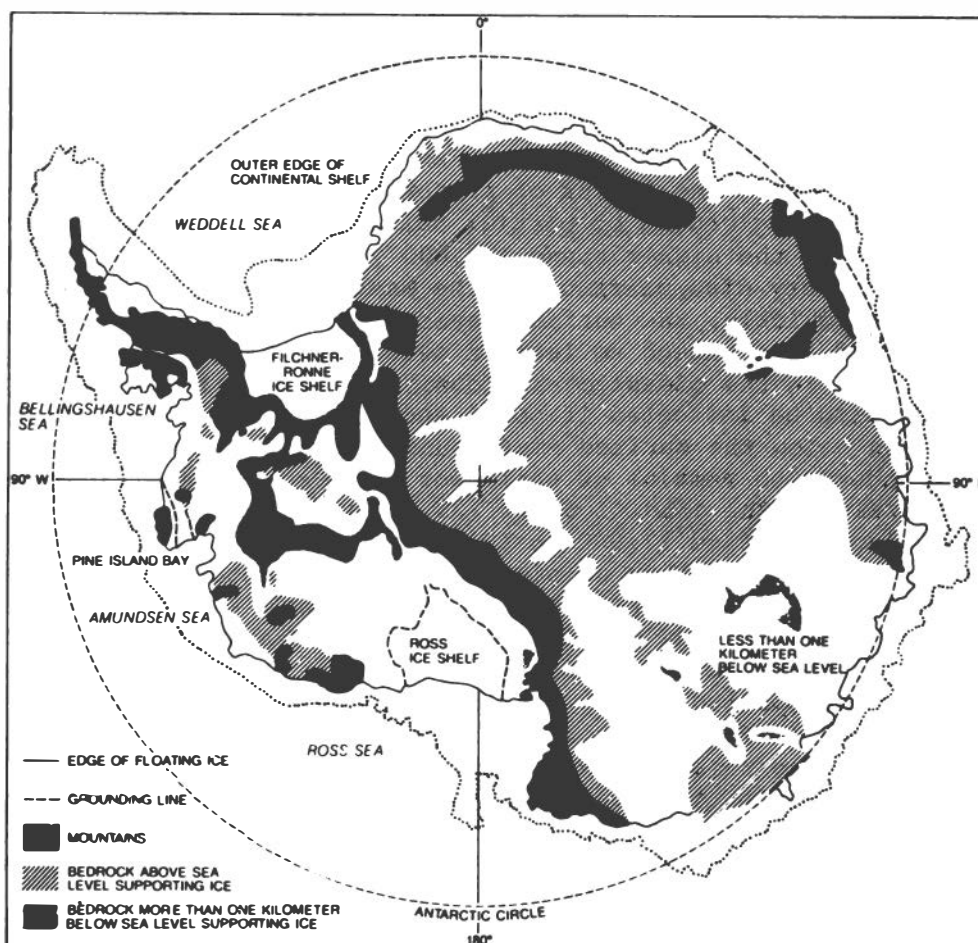 0°
OUTER EDGE OF
CONTINENTAL SHELF
WEDDELL SEA
FILCHNER-
RONNE
ICE SHELF
BELLINGSHAUSEN
SEA
90° W
90°
PINE ISLAND BAY
AMUNDSEN SEA
ROSS
ICE SHELF
LESS THAN ONE
KILOMETER
BELOW SEA LEVEL
ROSS SEA
EDGE OF FLOATING ICE
GROUNDING LINE
MOUNTAINS
BEDROCK ABOVE SEA
LEVEL SUPPORTING ICE
BEDROCK MORE THAN ONE KILOMETER
BELOW SEA LEVEL SUPPORTING ICE
ANTARCTIC CIRCLE
180°